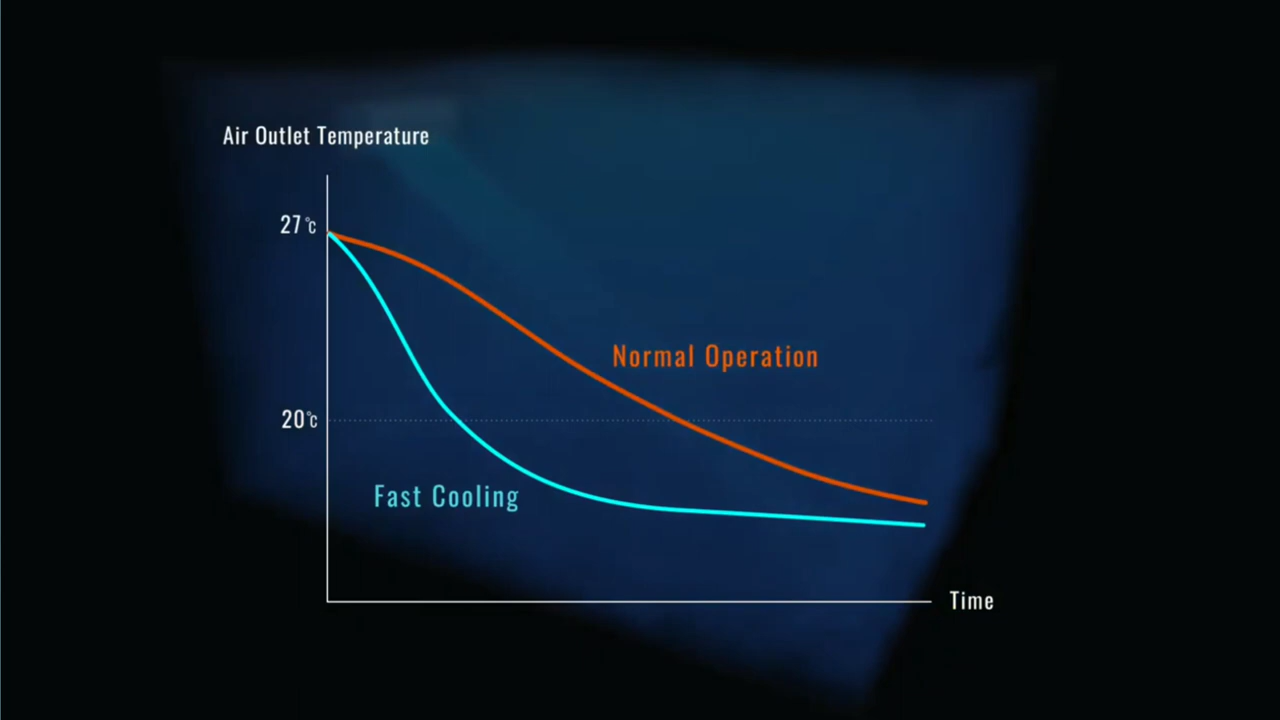 Air Outlet Temperature
27℃
Normal Operation
20℃
Fast Cooling
Time